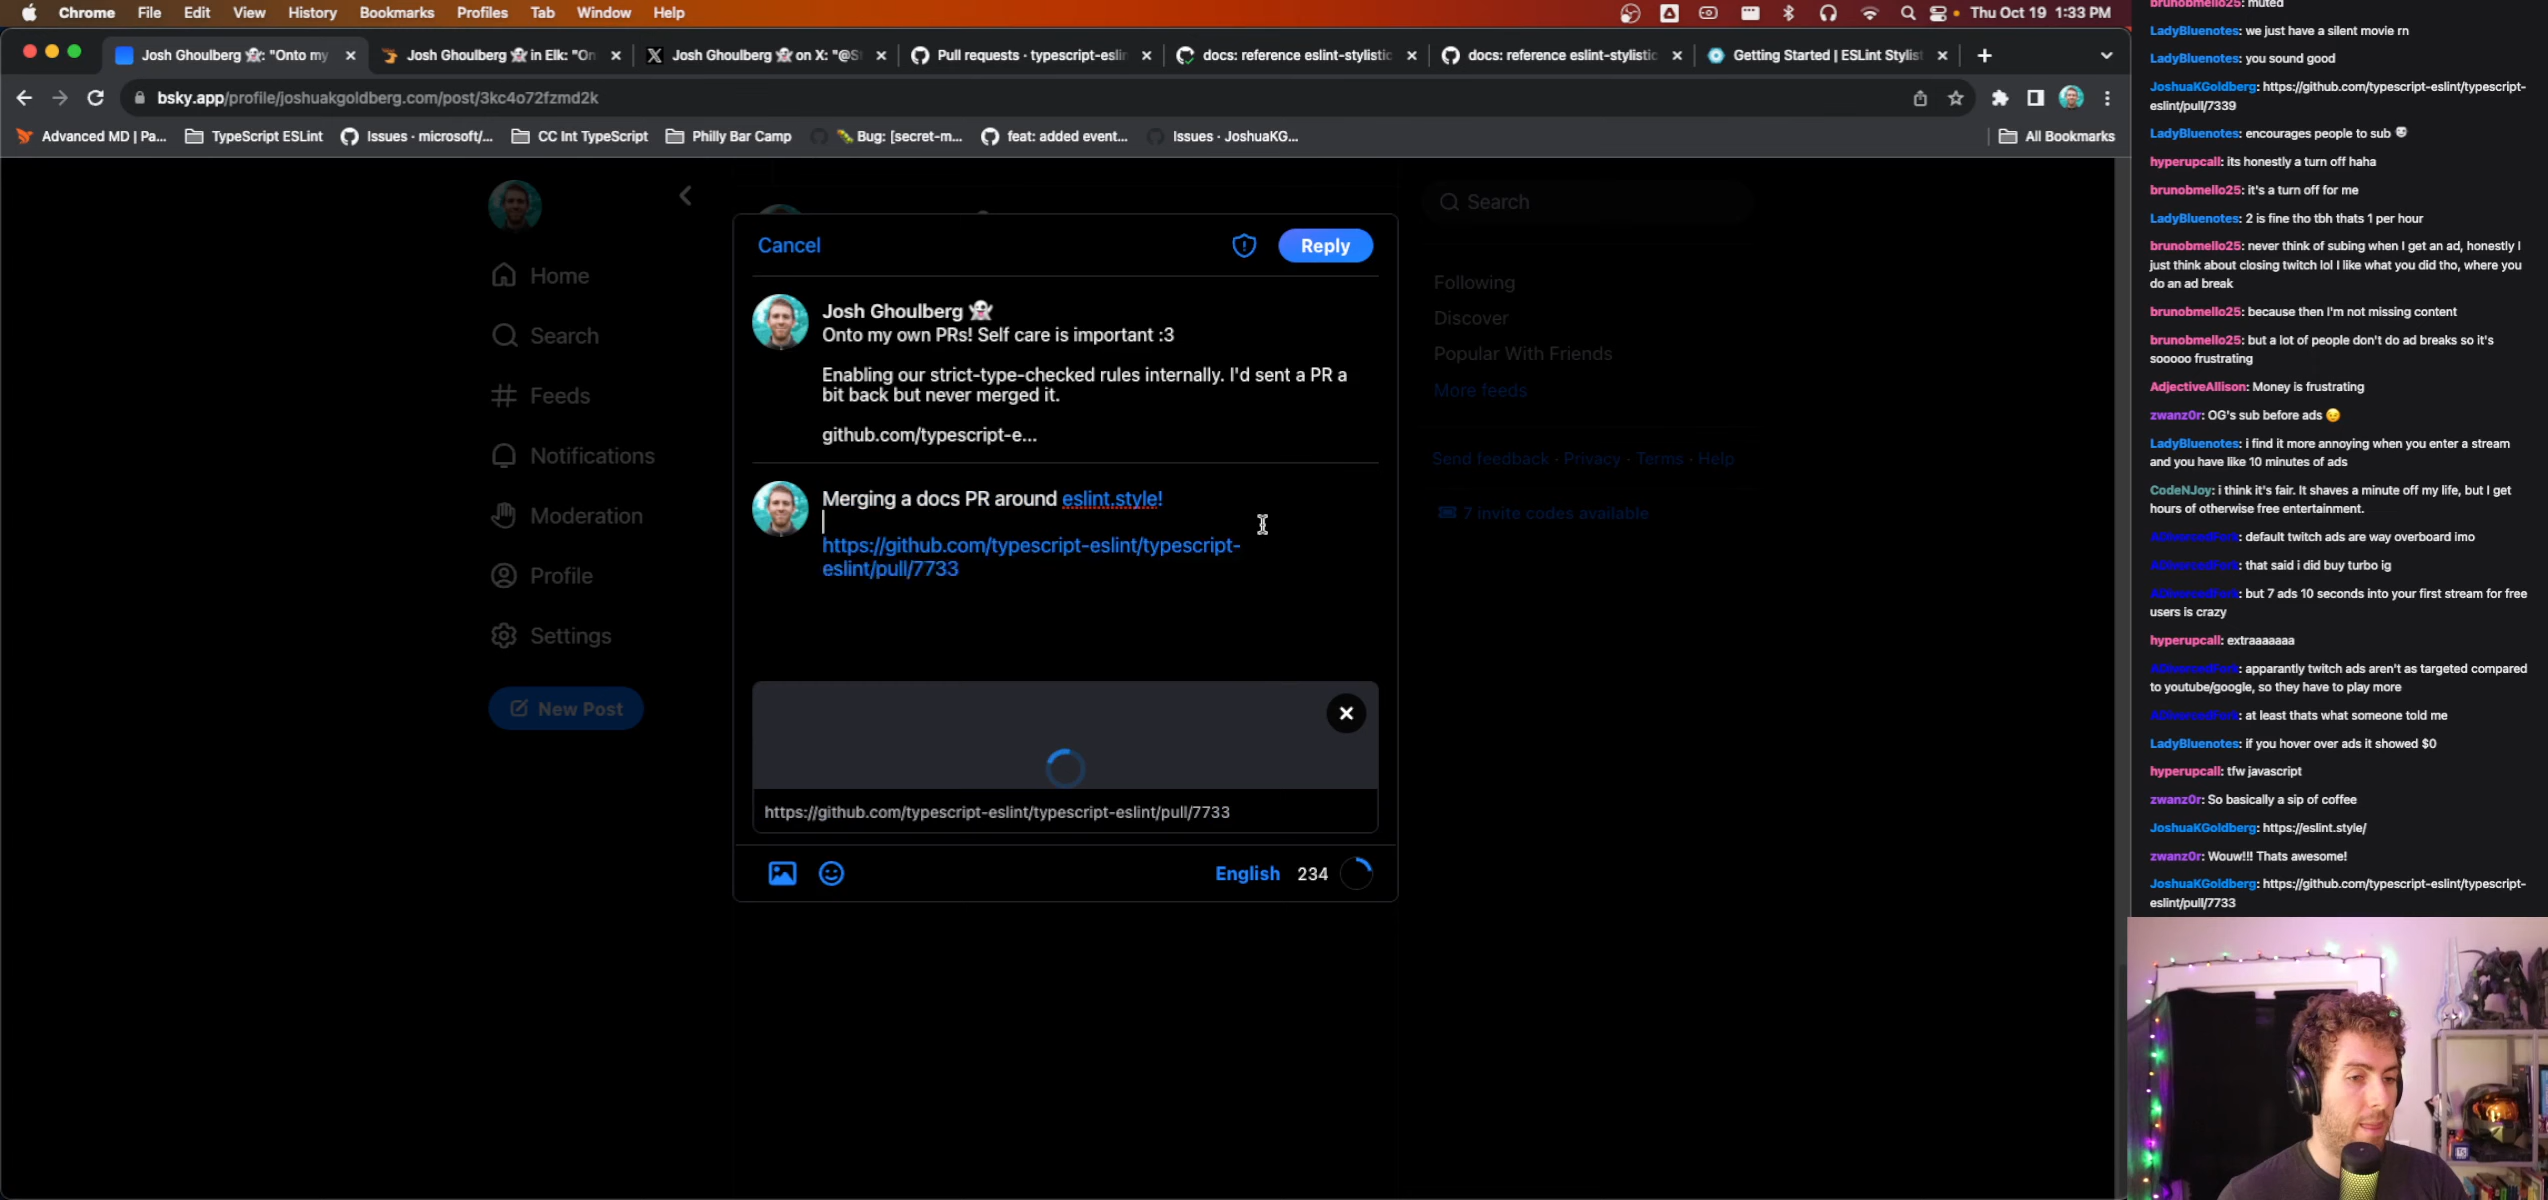 Chrome File Edit View History Bookmarks Profiles Tab Window Help
Thu Oct 19 1:33 PM
Josh Ghoulberg 👻: "Onto my
Josh Ghoulberg 👻 in Elk: "On
Josh Ghoulberg 👻 on X: "@St
Pull requests · typescript-eslin
docs: reference eslint-stylistic
docs: reference eslint-stylistic
Getting Started | ESLint Stylist
bsky.app/profile/joshuakgoldberg.com/post/3kc4o72fzmd2k
Advanced MD | Pa...
TypeScript ESLint
Issues · microsoft/...
CC Int TypeScript
Philly Bar Camp
Bug: [secret-m...
feat: added event...
Issues · JoshuaKG...
All Bookmarks
Home
Search
Feeds
Notifications
Moderation
Profile
Settings
New Post
Cancel
Reply
Josh Ghoulberg 👻
Onto my own PRs! Self care is important :3
Enabling our strict-type-checked rules internally. I'd sent a PR a
bit back but never merged it.
github.com/typescript-e...
Merging a docs PR around eslint.style!
https://github.com/typescript-eslint/typescript-
eslint/pull/7733
https://github.com/typescript-eslint/typescript-eslint/pull/7733
English 234
Search
Following
Discover
Popular With Friends
More feeds
Send feedback · Privacy · Terms · Help
7 invite codes available
brunobmello25: muted
LadyBluenotes: we just have a silent movie rn
LadyBluenotes: you sound good
JoshuaKGoldberg: https://github.com/typescript-eslint/typescript-
eslint/pull/7339
LadyBluenotes: encourages people to sub
hyperupcall: its honestly a turn off haha
brunobmello25: it's a turn off for me
LadyBluenotes: 2 is fine tho tbh thats 1 per hour
brunobmello25: never think of subing when I get an ad, honestly I
just think about closing twitch lol I like what you did tho, where you
do an ad break
brunobmello25: because then I'm not missing content
brunobmello25: but a lot of people don't do ad breaks so it's
sooooo frustrating
AdjectiveAllison: Money is frustrating
zwanz0r: OG's sub before ads 😉
LadyBluenotes: i find it more annoying when you enter a stream
and you have like 10 minutes of ads
CodeNJoy: i think it's fair. It shaves a minute off my life, but I get
hours of otherwise free entertainment.
ADivorcedFork: default twitch ads are way overboard imo
ADivorcedFork: that said i did buy turbo ig
ADivorcedFork: but 7 ads 10 seconds into your first stream for free
users is crazy
hyperupcall: extraaaaaaa
ADivorcedFork: apparantly twitch ads aren't as targeted compared
to youtube/google, so they have to play more
ADivorcedFork: at least thats what someone told me
LadyBluenotes: if you hover over ads it showed $0
hyperupcall: tfw javascript
zwanz0r: So basically a sip of coffee
JoshuaKGoldberg: https://eslint.style/
zwanz0r: Wouw!!! Thats awesome!
JoshuaKGoldberg: https://github.com/typescript-eslint/typescript-
eslint/pull/7733